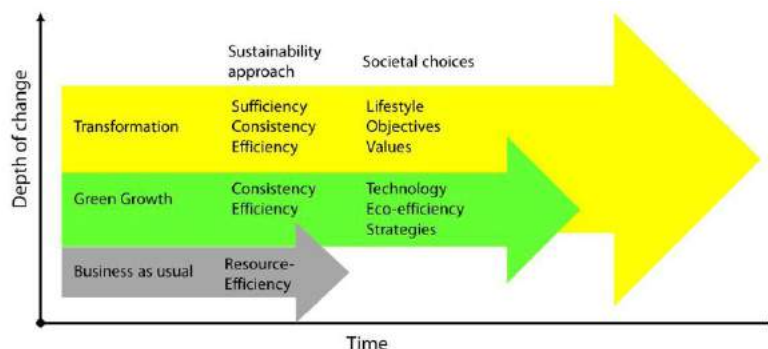 Depth of change
Sustainability
approach
Societal choices
Transformation
Sufficiency
Consistency
Efficiency
Lifestyle
Objectives
Values
Green Growth
Consistency
Efficiency
Technology
Eco-efficiency
Strategies
Business as usual
Resource-
Efficiency
Time